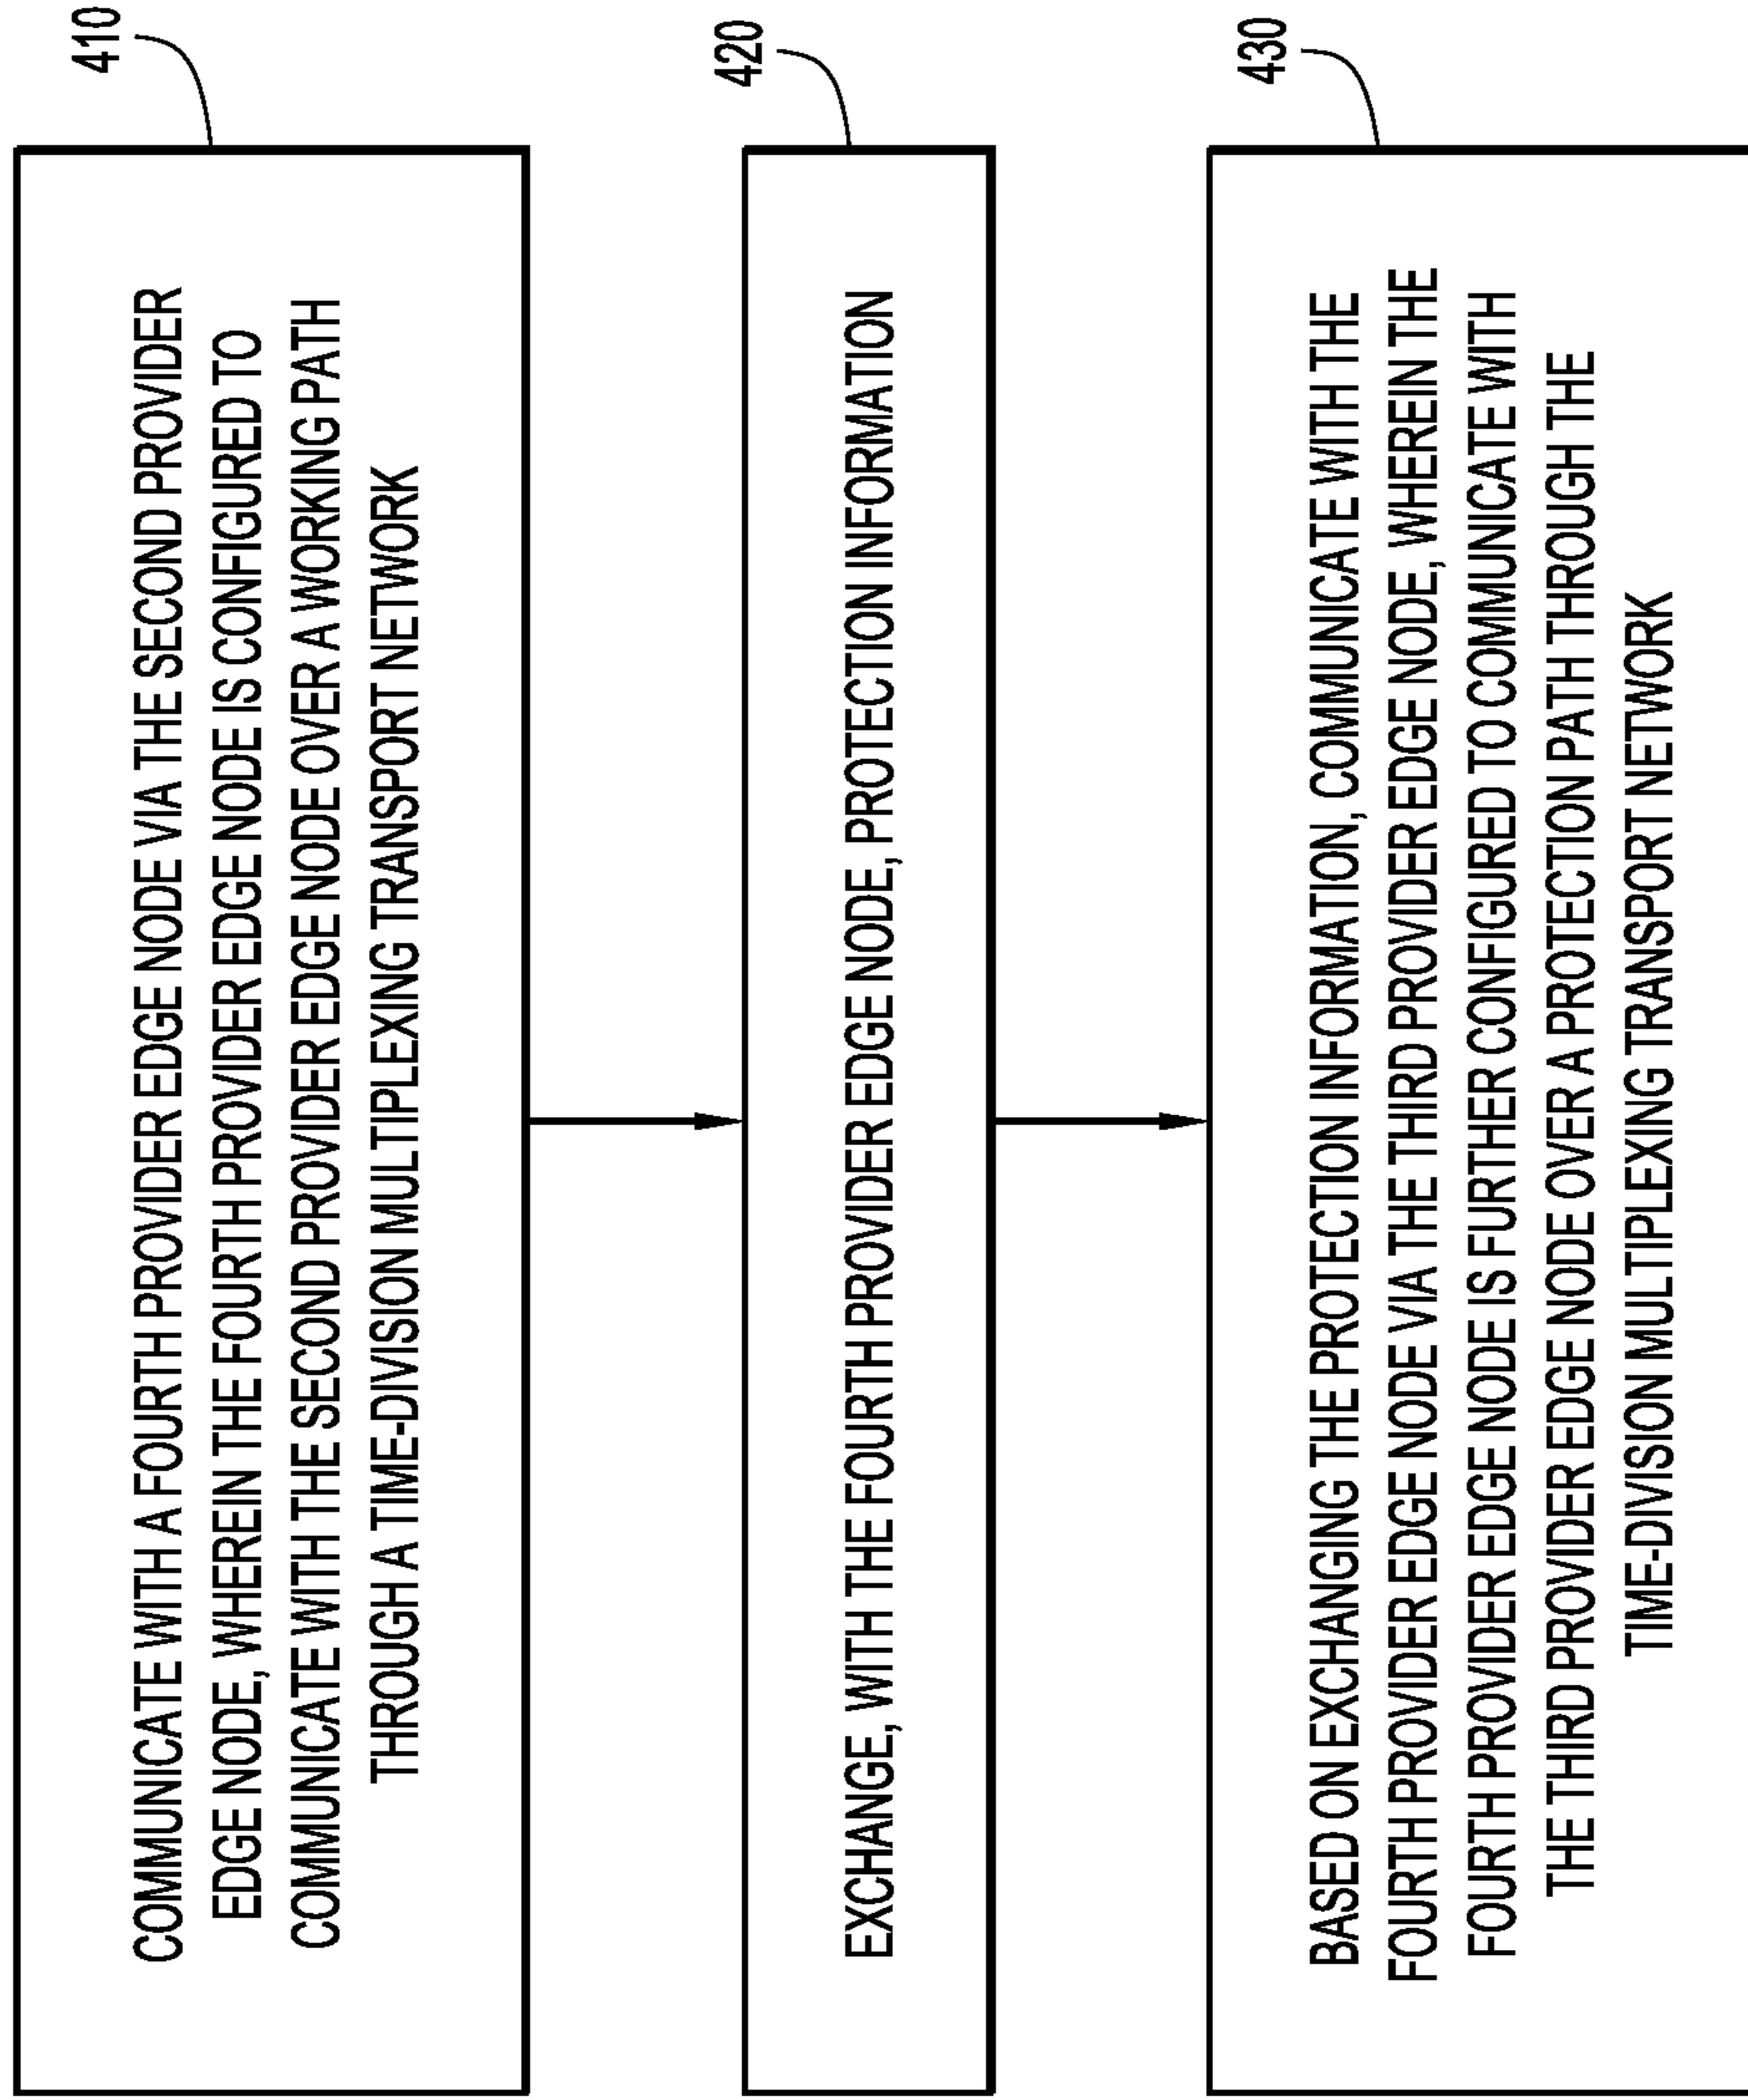 410
COMMUNICATE WITH A FOURTH PROVIDER EDGE NODE VIA THE SECOND PROVIDER
EDGE NODE, WHEREIN THE FOURTH PROVIDER EDGE NODE IS CONFIGURED TO
COMMUNICATE WITH THE SECOND PROVIDER EDGE NODE OVER A WORKING PATH
THROUGH A TIME-DIVISION MULTIPLEXING TRANSPORT NETWORK
420
EXCHANGE, WITH THE FOURTH PROVIDER EDGE NODE, PROTECTION INFORMATION
430
BASED ON EXCHANGING THE PROTECTION INFORMATION, COMMUNICATE WITH THE
FOURTH PROVIDER EDGE NODE VIA THE THIRD PROVIDER EDGE NODE, WHEREIN THE
FOURTH PROVIDER EDGE NODE IS FURTHER CONFIGURED TO COMMUNICATE WITH
THE THIRD PROVIDER EDGE NODE OVER A PROTECTION PATH THROUGH THE
TIME-DIVISION MULTIPLEXING TRANSPORT NETWORK